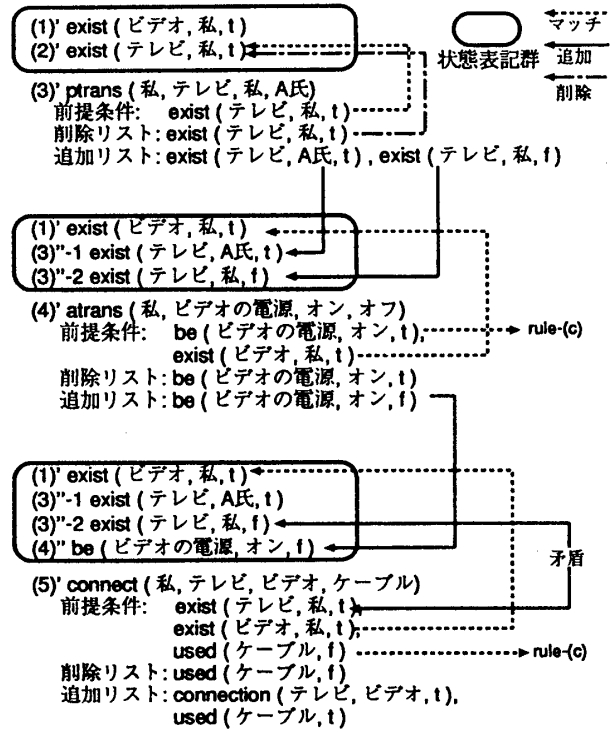 (1)' exist ( ビデオ, 私, t )
(2)' exist ( テレビ, 私, t )
マッチ
状態表記群
追加
削除
(3)' ptrans ( 私, テレビ, 私, A氏 )
前提条件: exist ( テレビ, 私, t )
削除リスト: exist ( テレビ, 私, t )
追加リスト: exist ( テレビ, A氏, t ) , exist ( テレビ, 私, f )
(1)' exist ( ビデオ, 私, t )
(3)"-1 exist ( テレビ, A氏, t )
(3)"-2 exist ( テレビ, 私, f )
(4)' atrans ( 私, ビデオの電源, オン, オフ )
前提条件: be ( ビデオの電源, オン, t ), rule-(c)
exist ( ビデオ, 私, t )
削除リスト: be ( ビデオの電源, オン, t )
追加リスト: be ( ビデオの電源, オン, f )
(1)' exist ( ビデオ, 私, t )
(3)"-1 exist ( テレビ, A氏, t )
(3)"-2 exist ( テレビ, 私, f )
(4)" be ( ビデオの電源, オン, f )
矛盾
(5)' connect ( 私, テレビ, ビデオ, ケーブル )
前提条件: exist ( テレビ, 私, t ),
exist ( ビデオ, 私, t ),
used ( ケーブル, f ) rule-(c)
削除リスト: used ( ケーブル, f )
追加リスト: connection ( テレビ, ビデオ, t ),
used ( ケーブル, t )